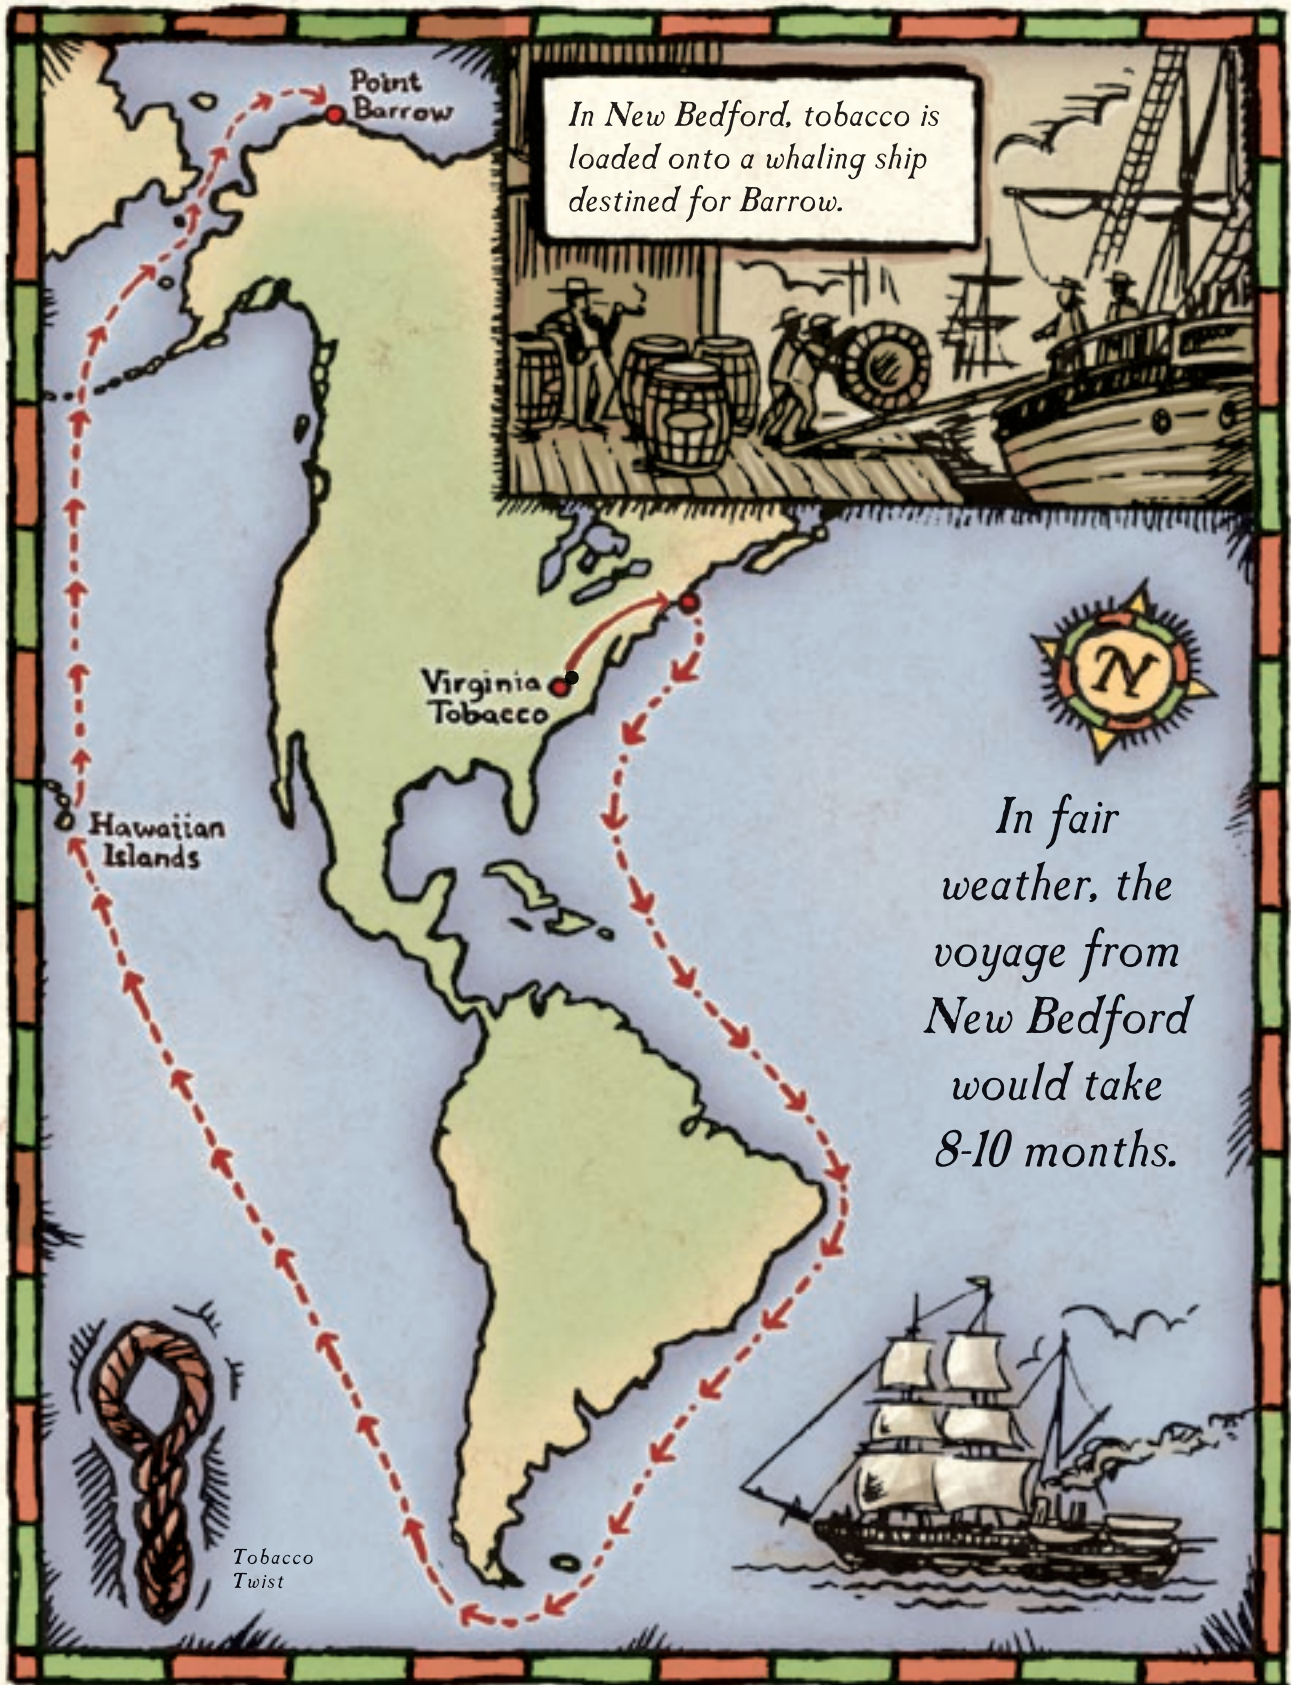 Point
Barrow
In New Bedford, tobacco is
loaded onto a whaling ship
destined for Barrow.
N
Virginia
Tobacco
Hawaiian
Islands
In fair
weather, the
voyage from
New Bedford
would take
8-10 months.
Tobacco
Twist